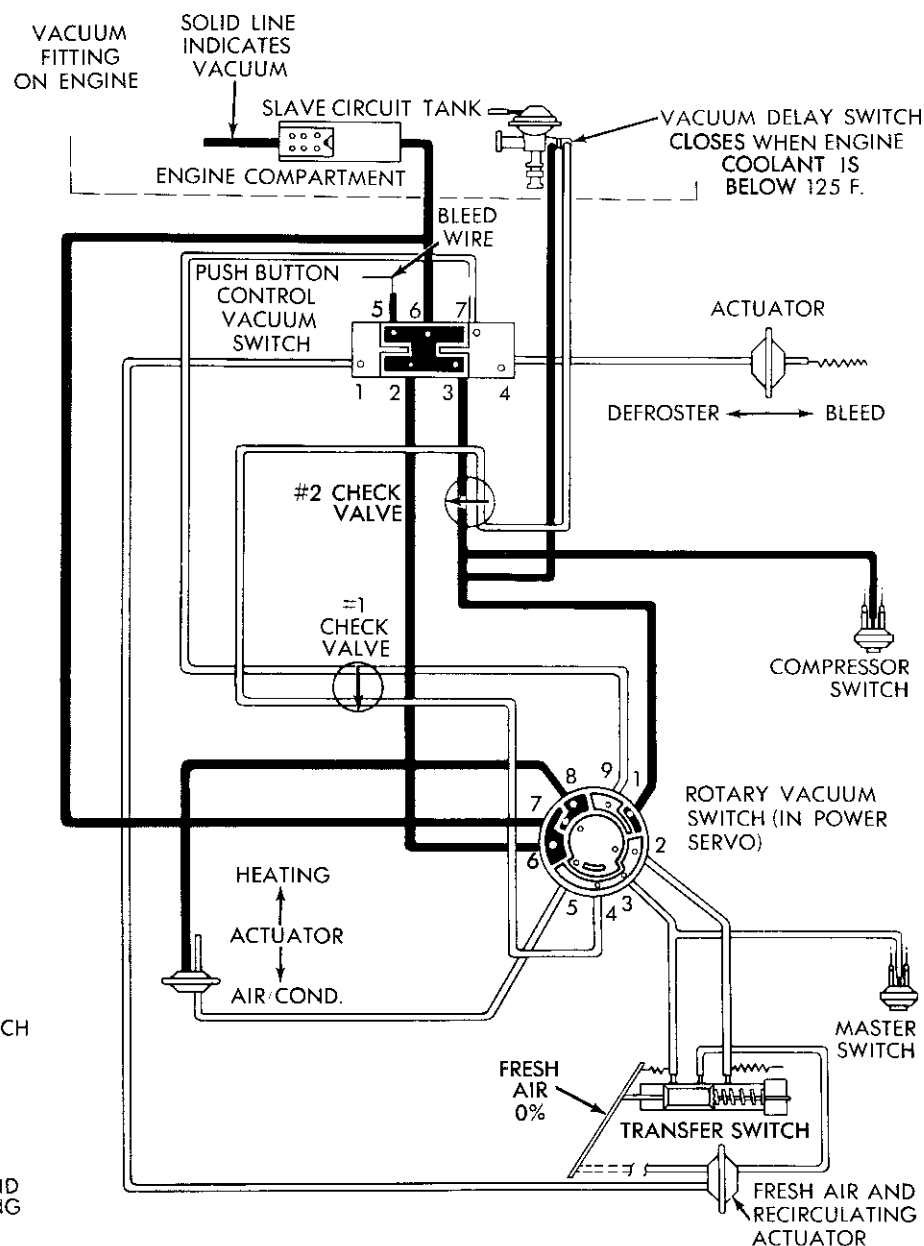 VACUUM
FITTING
ON ENGINE
SOLID LINE
INDICATES
VACUUM
SLAVE CIRCUIT TANK
ENGINE COMPARTMENT
VACUUM DELAY SWITCH
CLOSES WHEN ENGINE
COOLANT IS
BELOW 125 F.
BLEED
WIRE
PUSH BUTTON
CONTROL
VACUUM
SWITCH
5 6 7
1 2 3 4
ACTUATOR
DEFROSTER BLEED
#2 CHECK
VALVE
#1
CHECK
VALVE
COMPRESSOR
SWITCH
8 9 1
7 2
6 3
5 4
ROTARY VACUUM
SWITCH (IN POWER
SERVO)
HEATING
ACTUATOR
AIR/COND.
CH
MASTER
SWITCH
FRESH
AIR
0%
TRANSFER SWITCH
ND
NG
FRESH AIR AND
RECIRCULATING
ACTUATOR